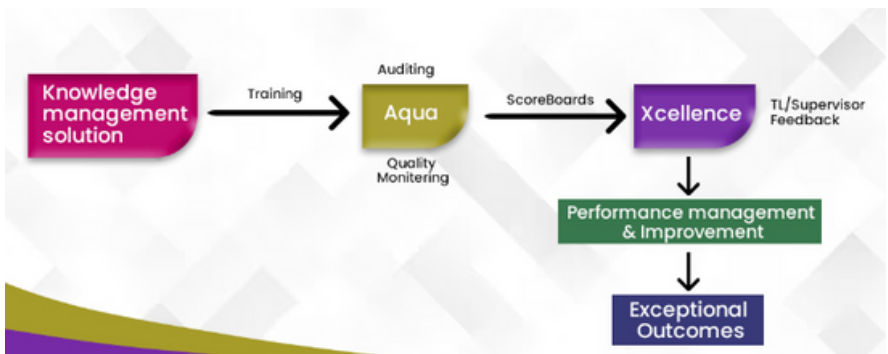 Knowledge
management
solution
Training
Auditing
Aqua
Quality
Monitering
ScoreBoards
Xcellence
TL/Supervisor
Feedback
Performance management
& Improvement
Exceptional
Outcomes